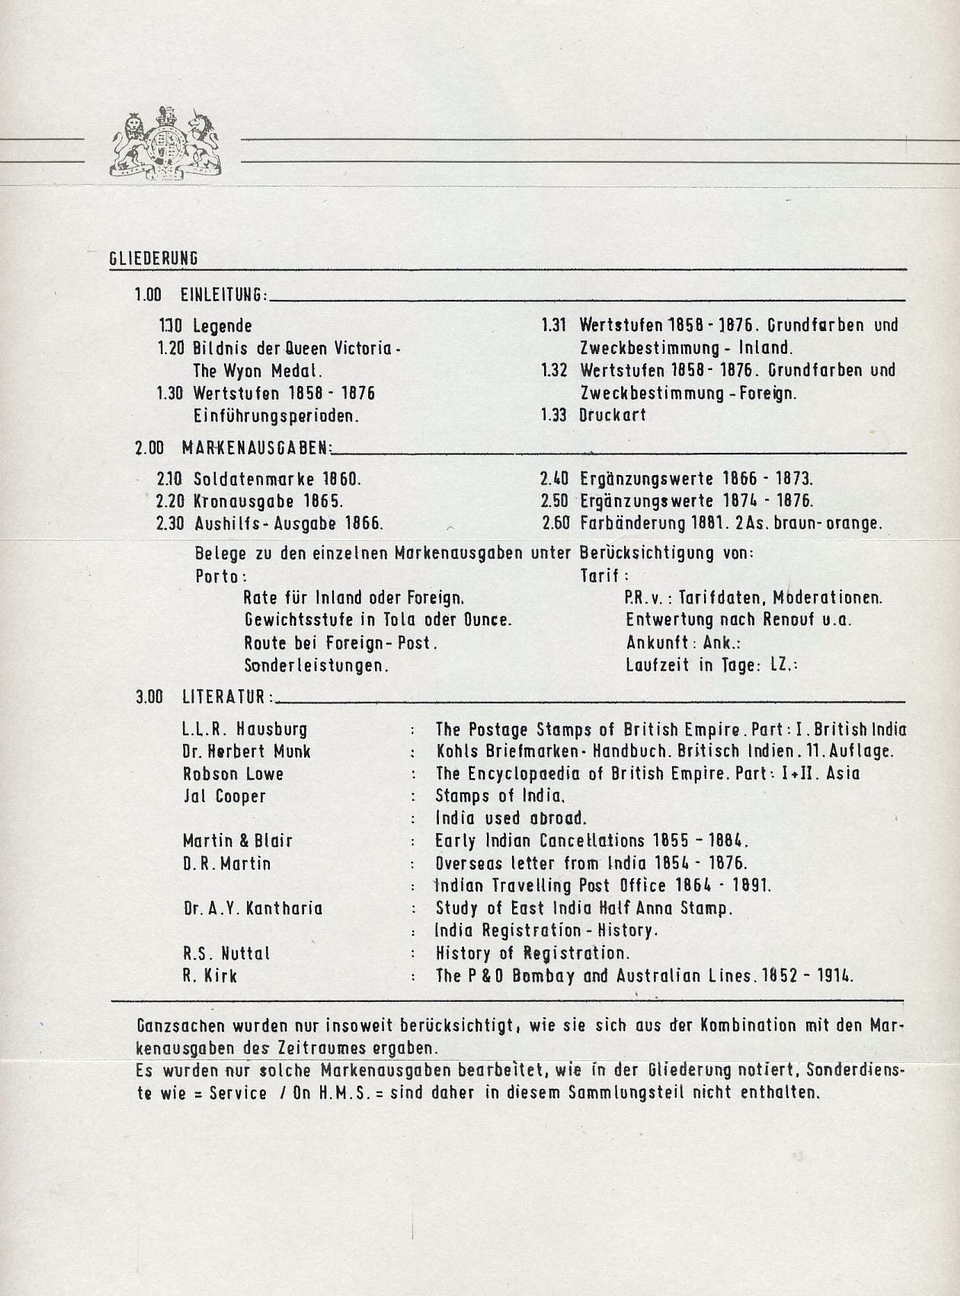 GLIEDERUNG
1.00 EINLEITUNG:
1.10 Legende
1.20 Bildnis der Queen Victoria -
The Wyon Medal.
1.30 Wertstufen 1858 - 1876
Einführungsperioden.
1.31 Wertstufen 1858 - 1876. Grundfarben und
Zweckbestimmung - Inland.
1.32 Wertstufen 1858 - 1876. Grundfarben und
Zweckbestimmung - Foreign.
1.33 Druckart
2.00 MARKENAUSGABEN:
2.10 Soldatenmarke 1860.
2.20 Kronausgabe 1865.
2.30 Aushilfs-Ausgabe 1866.
2.40 Ergänzungswerte 1866 - 1873.
2.50 Ergänzungswerte 1874 - 1876.
2.60 Farbänderung 1881. 2As. braun-orange.
Belege zu den einzelnen Markenausgaben unter Berücksichtigung von:
Porto:
Rate für Inland oder Foreign.
Gewichtsstufe in Tola oder Ounce.
Route bei Foreign-Post.
Sonderleistungen.
Tarif:
P.R.v.: Tarifdaten, Moderationen.
Entwertung nach Renouf u.a.
Ankunft: Ank.:
Laufzeit in Tage: LZ.:
3.00 LITERATUR:
L.L.R. Hausburg : The Postage Stamps of British Empire. Part: I. British India
Dr. Herbert Munk : Kohls Briefmarken-Handbuch. Britisch Indien. 11. Auflage.
Robson Lowe : The Encyclopaedia of British Empire. Part: I+II. Asia
Jal Cooper : Stamps of India.
: India used abroad.
Martin & Blair : Early Indian Cancellations 1855 - 1884.
D.R. Martin : Overseas letter from India 1854 - 1876.
: Indian Travelling Post Office 1864 - 1891.
Dr. A.Y. Kantharia : Study of East India Half Anna Stamp.
: India Registration - History.
R.S. Nuttal : History of Registration.
R. Kirk : The P & O Bombay and Australian Lines. 1852 - 1914.
Ganzsachen wurden nur insoweit berücksichtigt, wie sie sich aus der Kombination mit den Mar-
kenausgaben des Zeitraumes ergaben.
Es wurden nur solche Markenausgaben bearbeitet, wie in der Gliederung notiert, Sonderdiens-
te wie = Service / On H.M.S. = sind daher in diesem Sammlungsteil nicht enthalten.